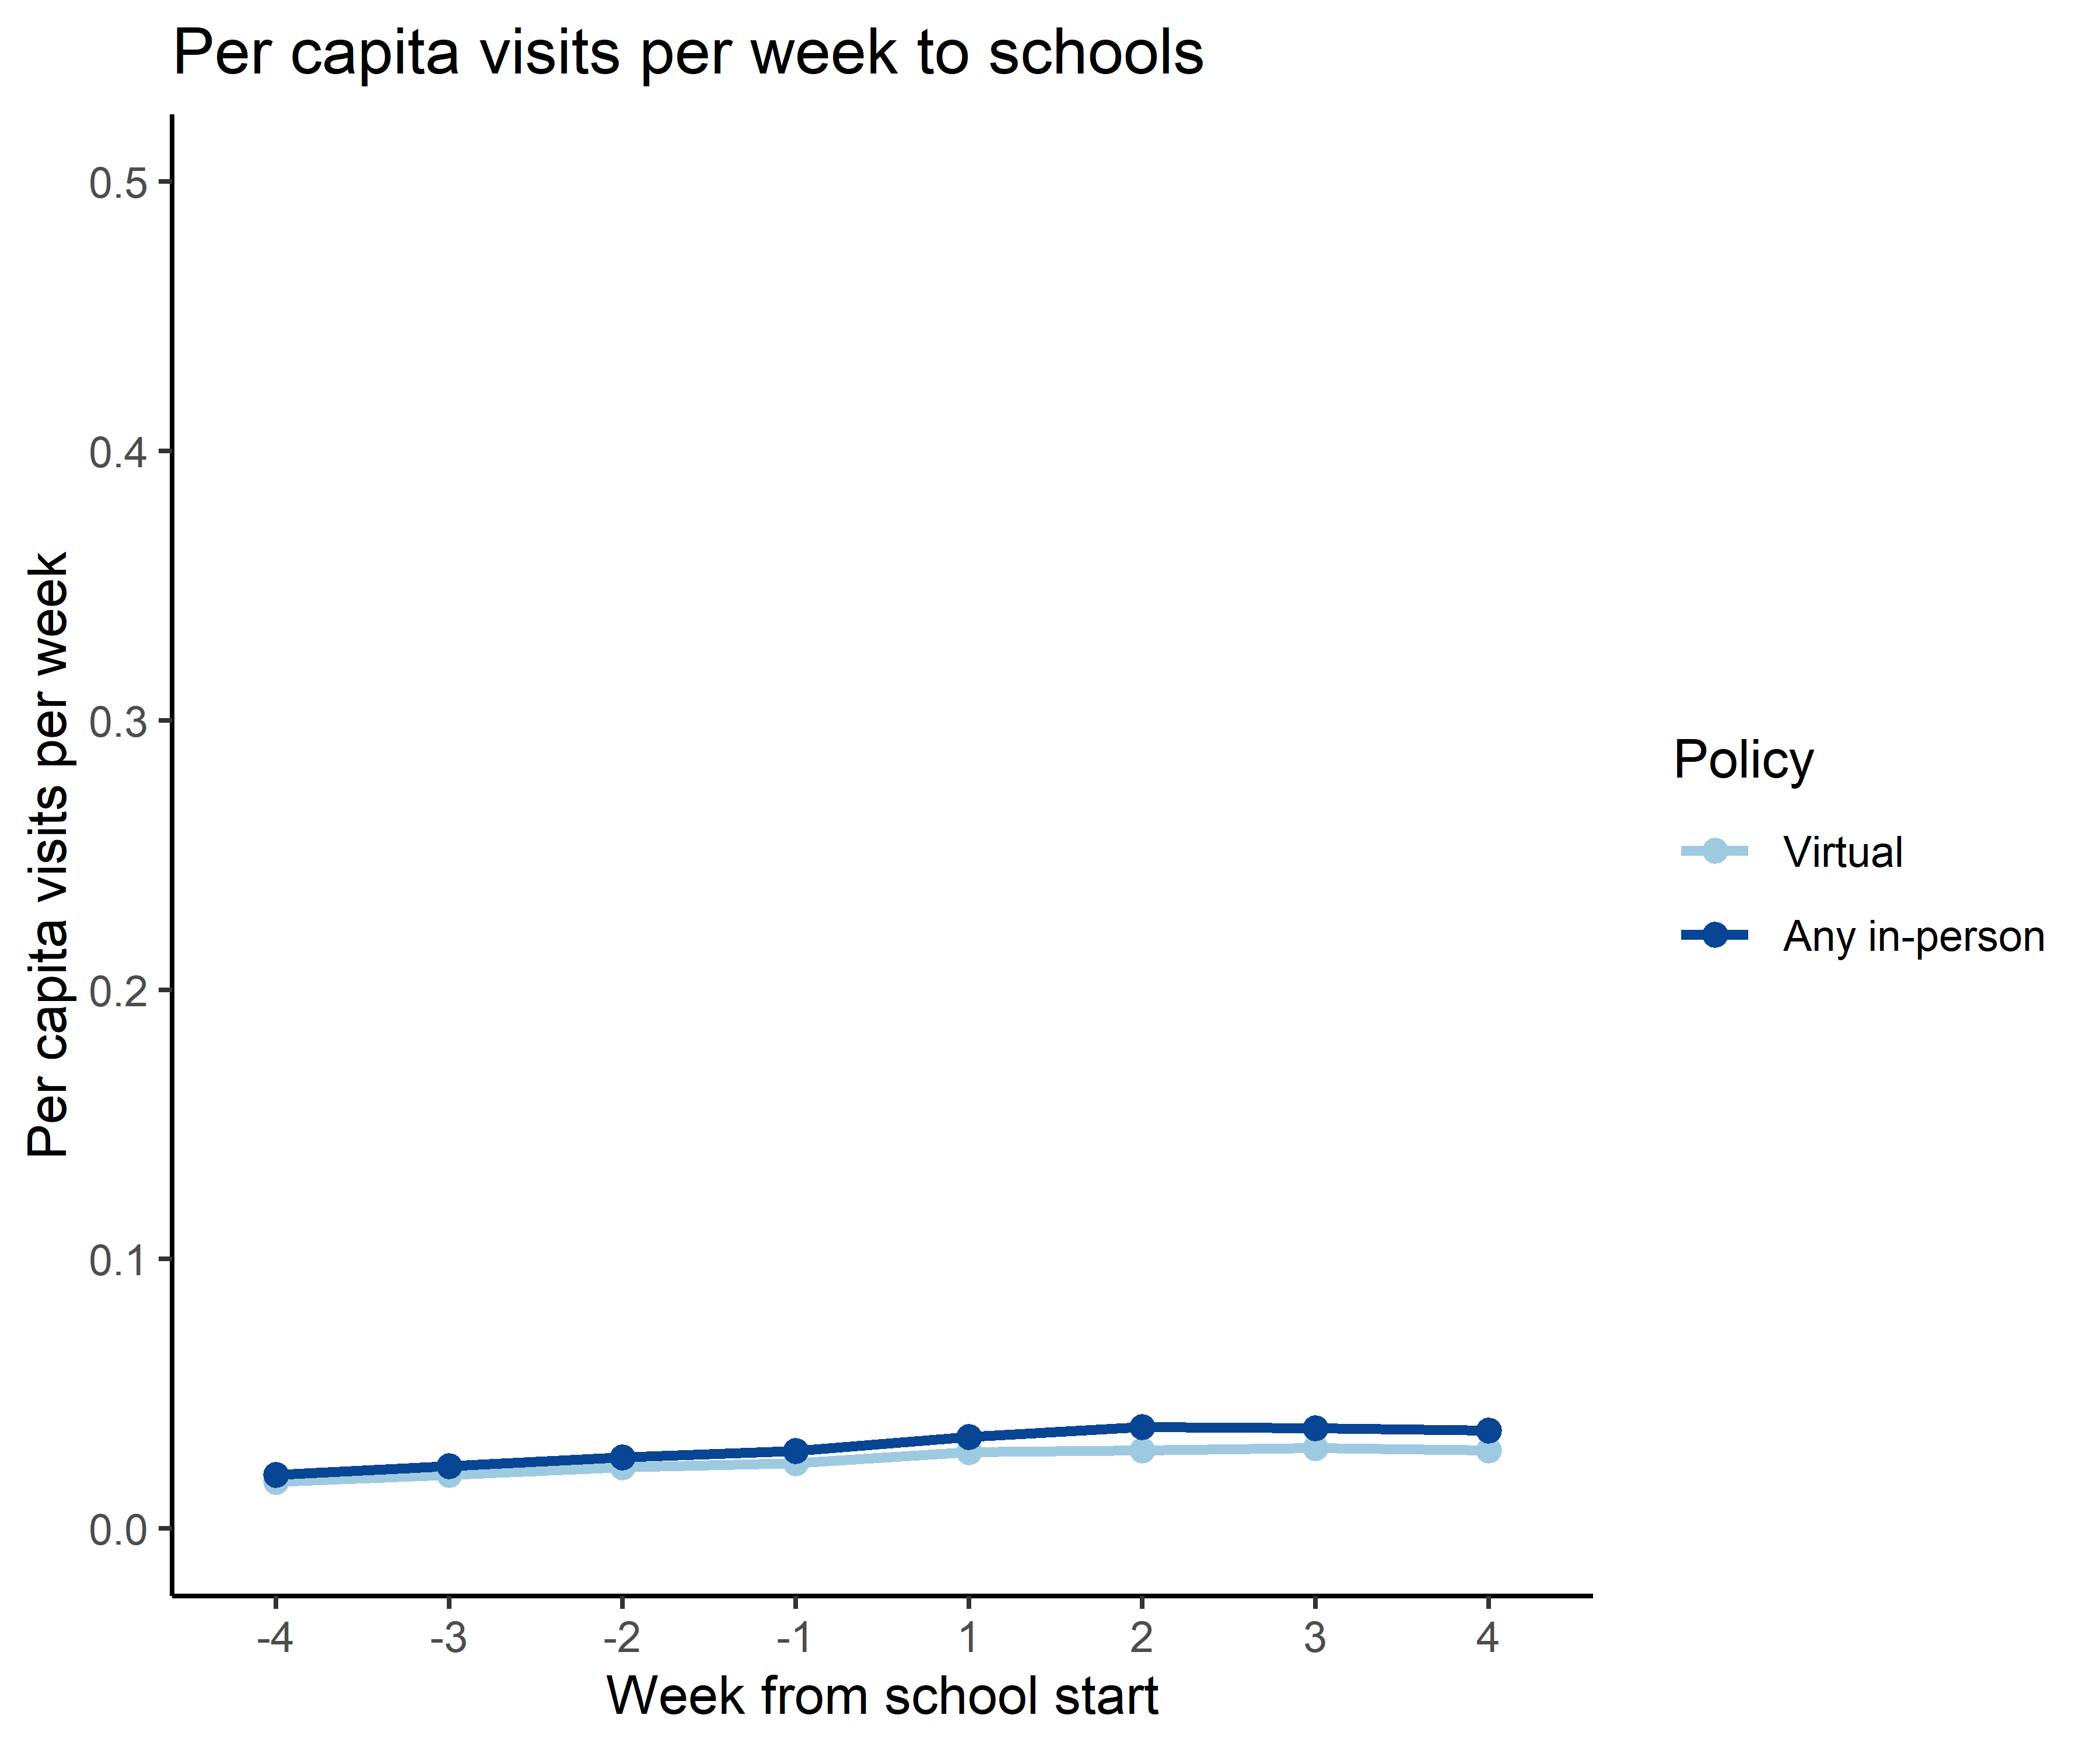 Per capita visits per week to schools
Per capita visits per week
0.5
0.4
0.3
0.2
0.1
0.0
-4 -3 -2 -1 1 2 3 4
Week from school start
Policy
Virtual
Any in-person